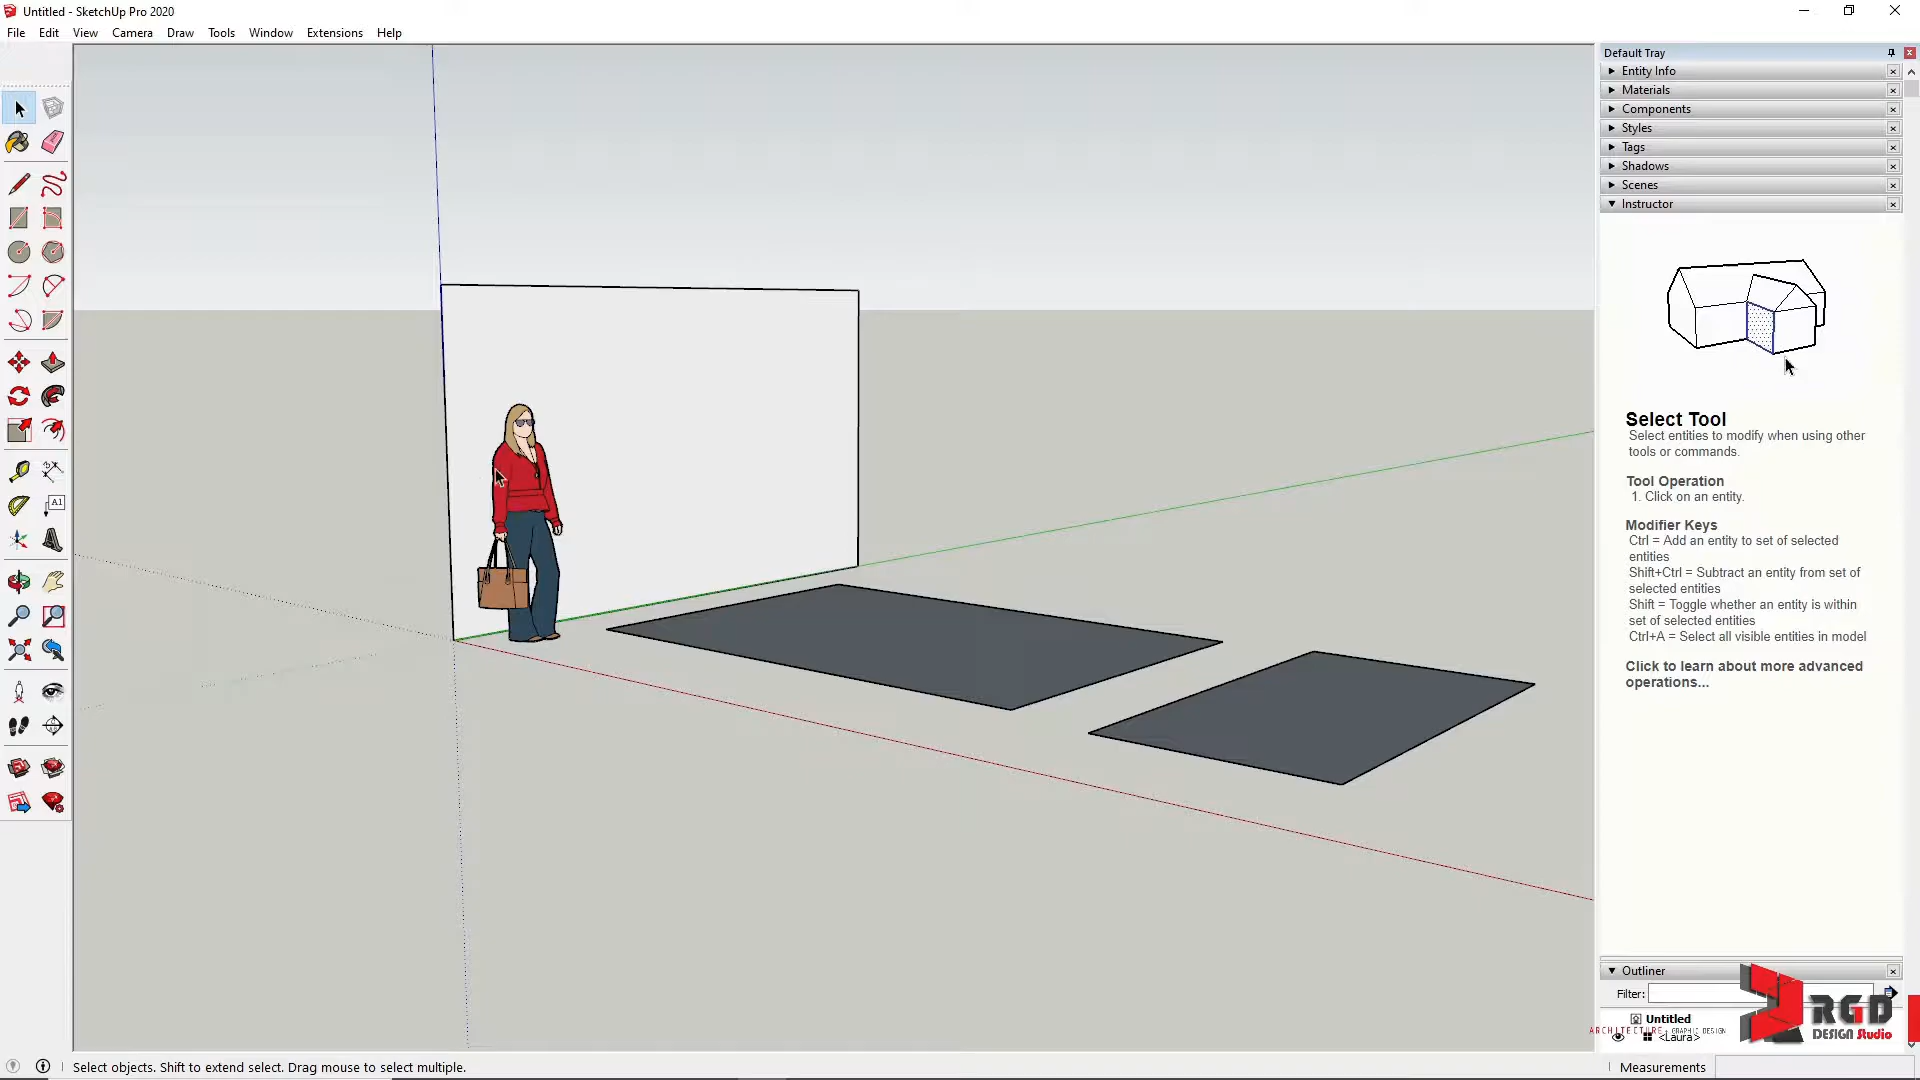 Untitled - SketchUp Pro 2020
File Edit View Camera Draw Tools Window Extensions Help
Default Tray
Entity Info
Materials
Components
Styles
Tags
Shadows
Scenes
Instructor
Select Tool
Select entities to modify when using other
tools or commands.
Tool Operation
1. Click on an entity.
Modifier Keys
Ctrl = Add an entity to set of selected
entities
Shift+Ctrl = Subtract an entity from set of
selected entities
Shift = Toggle whether an entity is within
set of selected entities
Ctrl+A = Select all visible entities in model
Click to learn about more advanced
operations...
A1
Outliner
Filter:
Untitled
<Laura>
ARCHITECTURE + GRAPHIC DESIGN
RGD
DESIGN Studio
Select objects. Shift to extend select. Drag mouse to select multiple.
Measurements